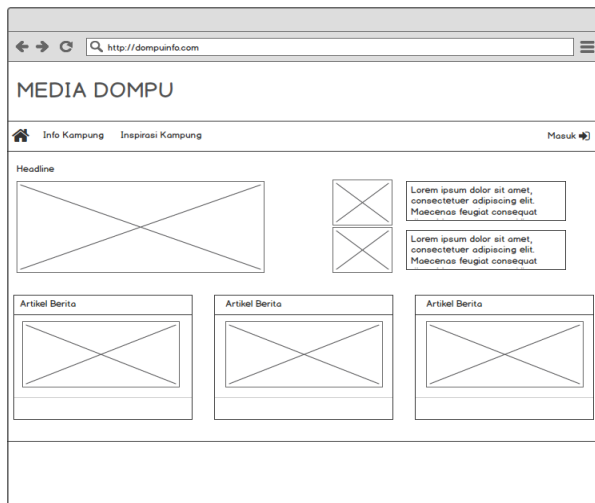 http://dompuinfo.com
MEDIA DOMPU
Info Kampung
Inspirasi Kampung
Masuk
Headline
Lorem ipsum dolor sit amet,
consectetuer adipiscing elit.
Maecenas feugiat consequat
Lorem ipsum dolor sit amet,
consectetuer adipiscing elit.
Maecenas feugiat consequat
Artikel Berita
Artikel Berita
Artikel Berita